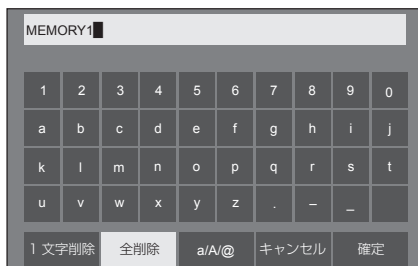 MEMORY1
1 2 3 4 5 6 7 8 9 0
a b c d e f g h i j
k l m n o p q r s t
u v w x y z . – _
1 文字削除 全削除 a/A/@ キャンセル 確定